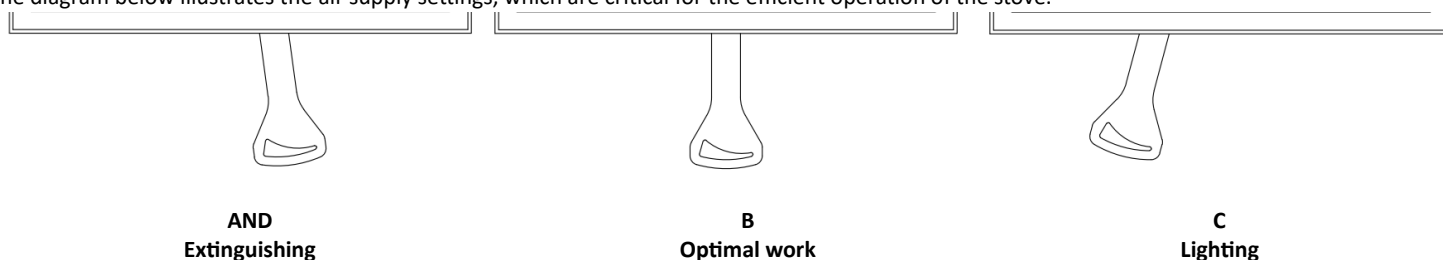 The diagram below illustrates the air supply settings, which are critical for the efficient operation of the stove.
AND
Extinguishing
B
Optimal work
C
Lighting